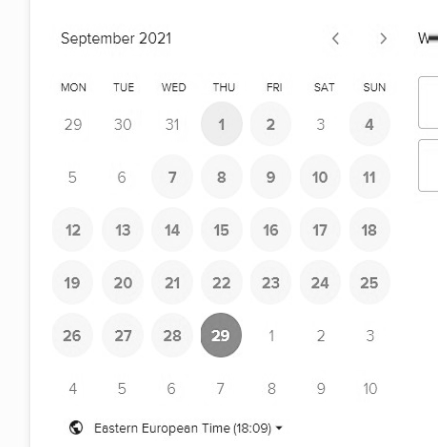 September 2021
MON TUE WED THU FRI SAT SUN
29 30 31 1 2 3 4
5 6 7 8 9 10 11
12 13 14 15 16 17 18
19 20 21 22 23 24 25
26 27 28 29 1 2 3
4 5 6 7 8 9 10
Eastern European Time (18:09)